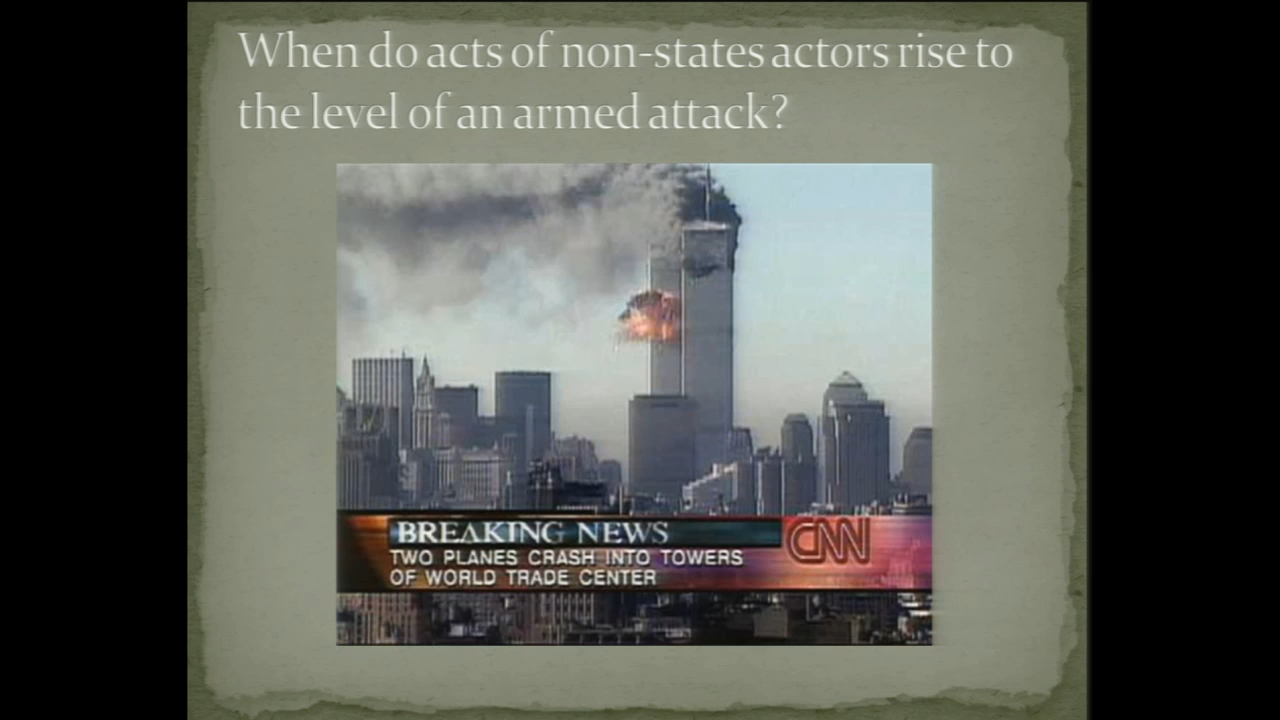 When do acts of non-states actors rise to
the level of an armed attack?
BREAKING NEWS
CNN
TWO PLANES CRASH INTO TOWERS
OF WORLD TRADE CENTER